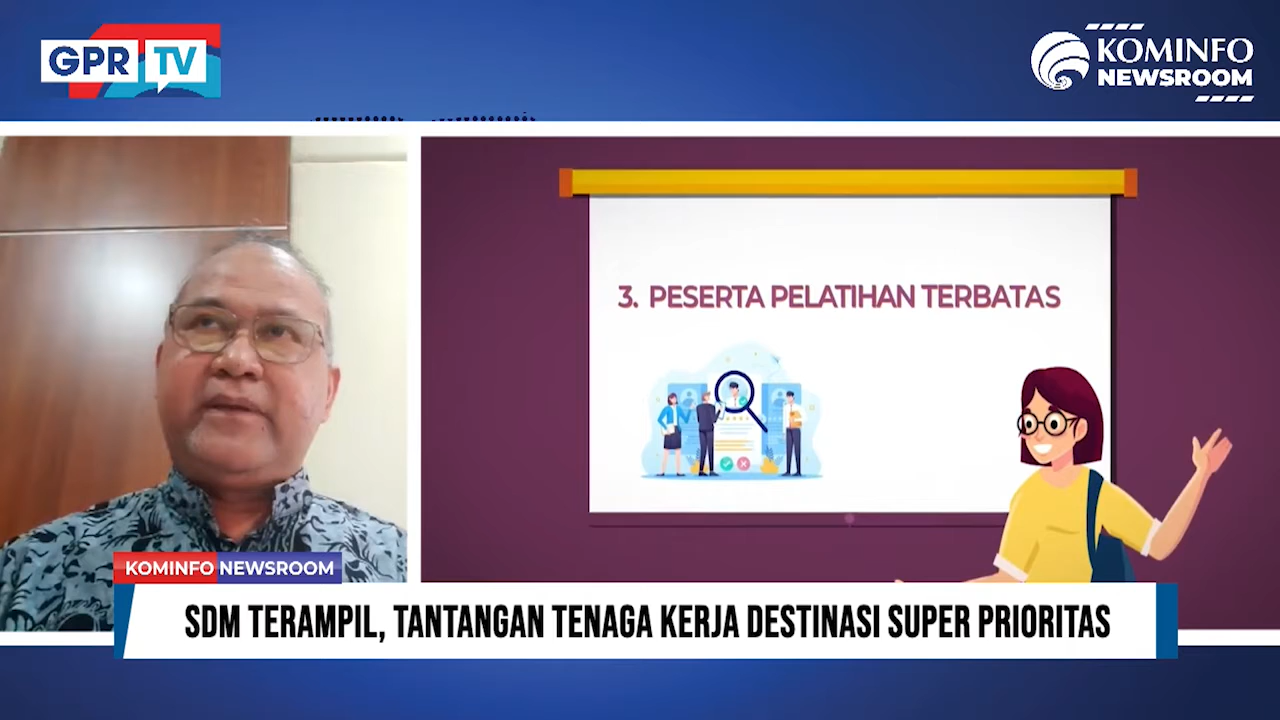 GPR TV
KOMINFO
NEWSROOM
3. PESERTA PELATIHAN TERBATAS
KOMINFO NEWSROOM
SDM TERAMPIL, TANTANGAN TENAGA KERJA DESTINASI SUPER PRIORITAS